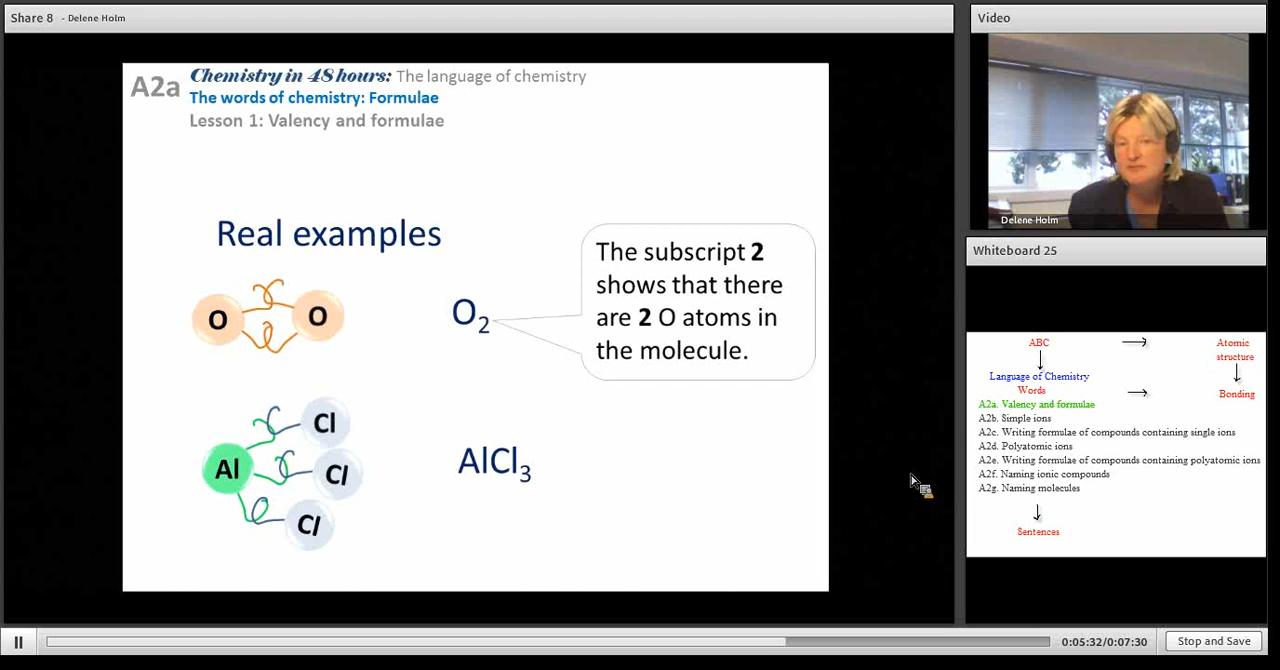 Share 8 - Delene Holm
A2a
Chemistry in 48 hours: The language of chemistry
The words of chemistry: Formulae
Lesson 1: Valency and formulae
Real examples
O O
O₂
The subscript 2
shows that there
are 2 O atoms in
the molecule.
Al
Cl
Cl
Cl
AlCl₃
Video
Delene Holm
Whiteboard 25
ABC
Atomic
structure
Language of Chemistry
Words
Bonding
A2a. Valency and formulae
A2b. Simple ions
A2c. Writing formulae of compounds containing single ions
A2d. Polyatomic ions
A2e. Writing formulae of compounds containing polyatomic ions
A2f. Naming ionic compounds
A2g. Naming molecules
Sentences
0:05:32/0:07:30
Stop and Save